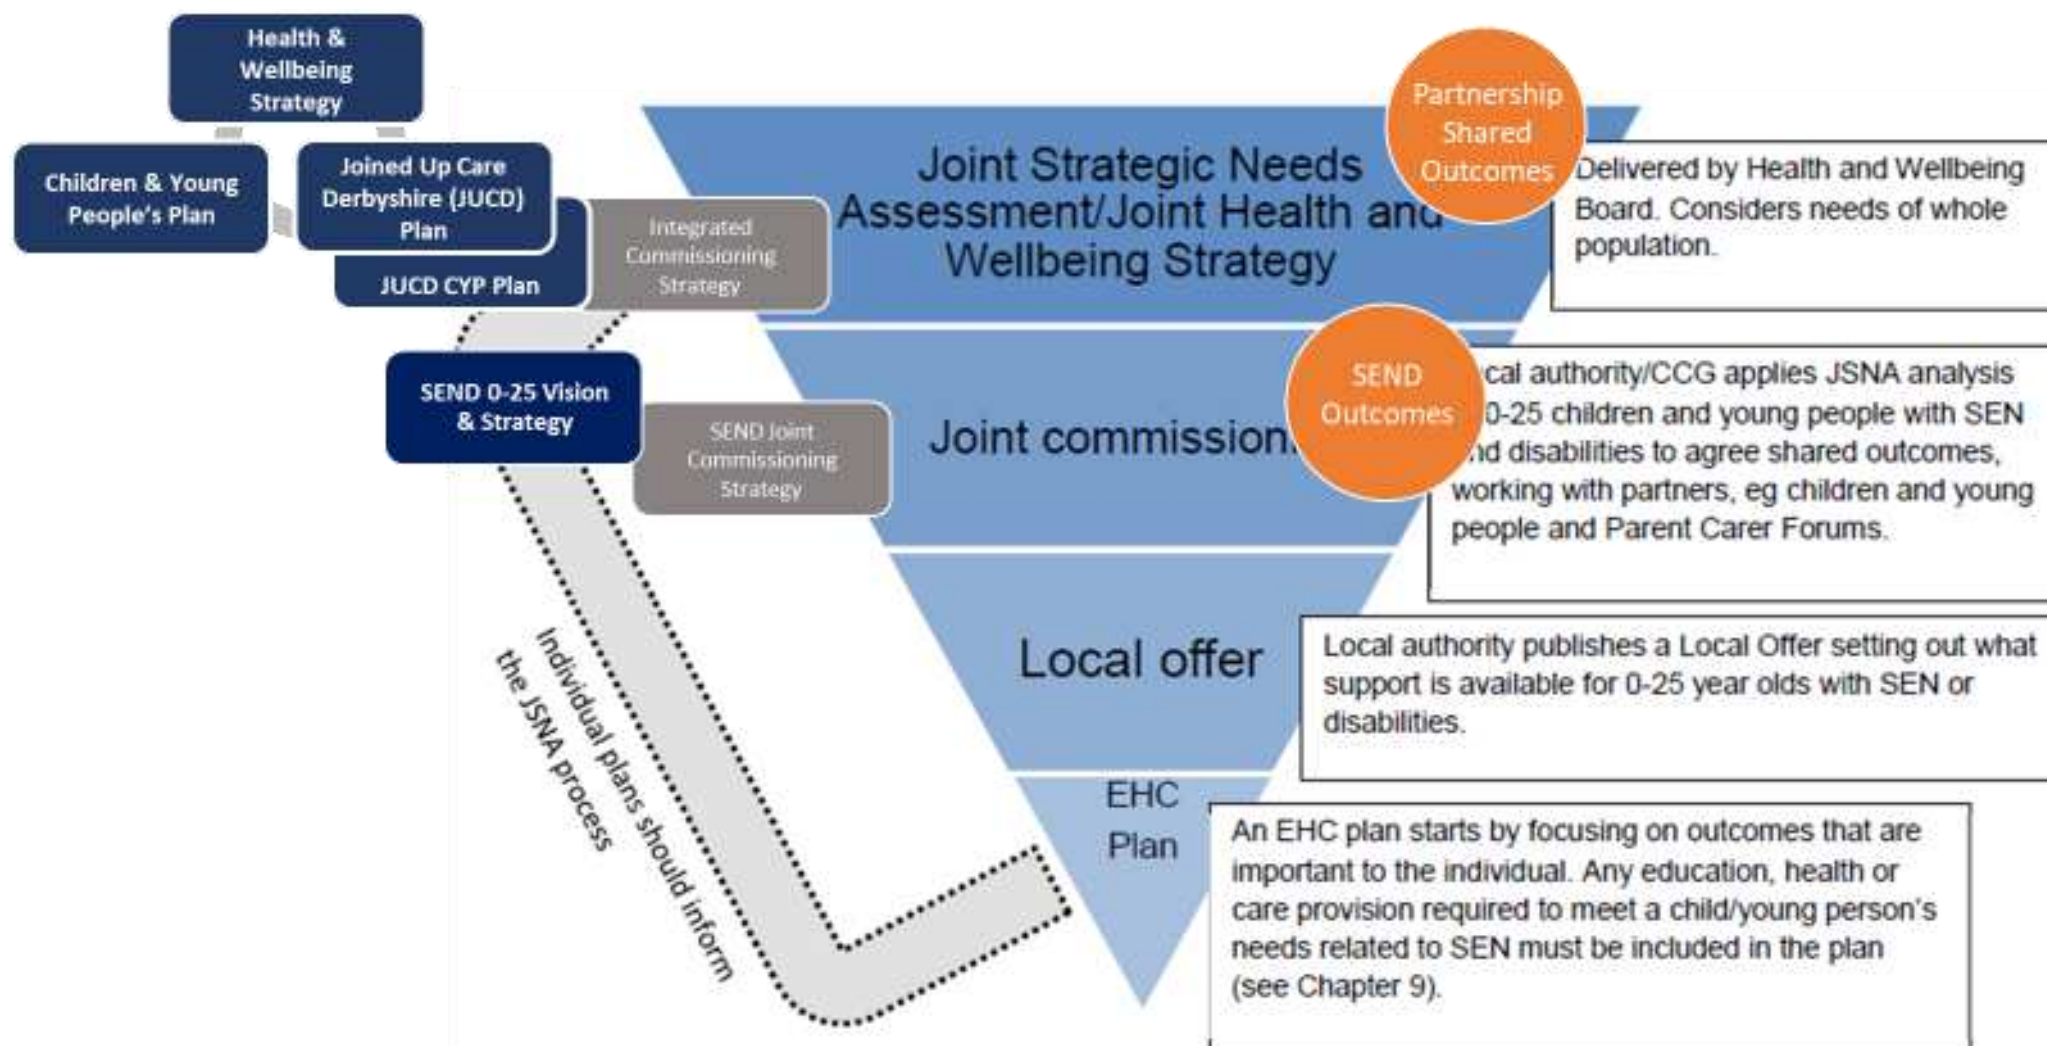 Health &
Wellbeing
Strategy
Children & Young
People's Plan
Joined Up Care
Derbyshire (JUCD)
Plan
JUCD CYP Plan
Integrated
Commissioning
Strategy
SEND 0-25 Vision
& Strategy
SEND Joint
Commissioning
Strategy
Joint Strategic Needs
Assessment/Joint Health and
Wellbeing Strategy
Partnership
Shared
Outcomes
Delivered by Health and Wellbeing
Board. Considers needs of whole
population.
Joint commission
SEND
Outcomes
cal authority/CCG applies JSNA analysis
0-25 children and young people with SEN
nd disabilities to agree shared outcomes,
working with partners, eg children and young
people and Parent Carer Forums.
Local offer
Local authority publishes a Local Offer setting out what
support is available for 0-25 year olds with SEN or
disabilities.
EHC
Plan
An EHC plan starts by focusing on outcomes that are
important to the individual. Any education, health or
care provision required to meet a child/young person's
needs related to SEN must be included in the plan
(see Chapter 9).
Individual plans should inform
the JSNA process